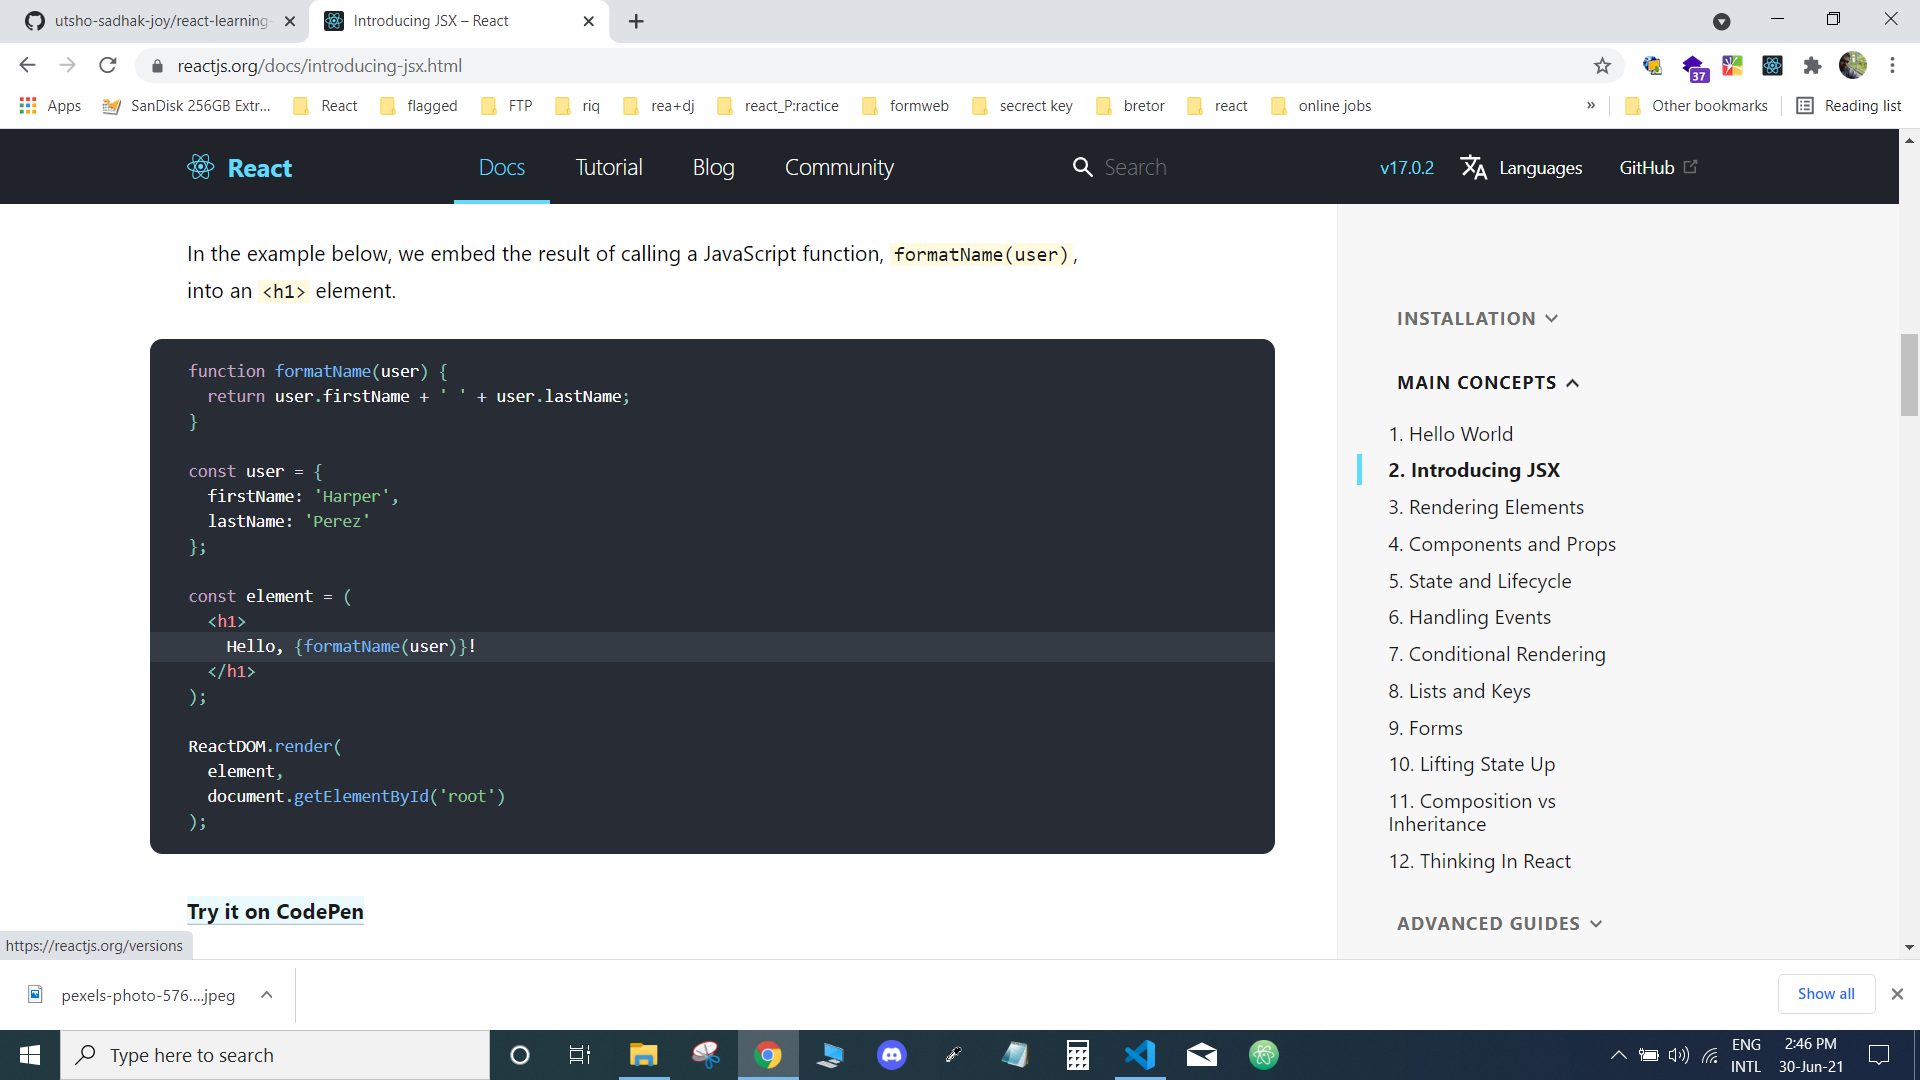 utsho-sadhak-joy/react-learning-
Introducing JSX – React
reactjs.org/docs/introducing-jsx.html
37
Apps
SanDisk 256GB Extr...
React
flagged
FTP
riq
rea+dj
react_P:ractice
formweb
secrect key
bretor
react
online jobs
»
Other bookmarks
Reading list
React
Docs
Tutorial
Blog
Community
Search
v17.0.2
Languages
GitHub
In the example below, we embed the result of calling a JavaScript function, formatName(user),
into an <h1> element.
function formatName(user) {
  return user.firstName + ' ' + user.lastName;
}
const user = {
  firstName: 'Harper',
  lastName: 'Perez'
};
const element = (
  <h1>
    Hello, {formatName(user)}!
  </h1>
);
ReactDOM.render(
  element,
  document.getElementById('root')
);
Try it on CodePen
INSTALLATION
MAIN CONCEPTS
1. Hello World
2. Introducing JSX
3. Rendering Elements
4. Components and Props
5. State and Lifecycle
6. Handling Events
7. Conditional Rendering
8. Lists and Keys
9. Forms
10. Lifting State Up
11. Composition vs
Inheritance
12. Thinking In React
ADVANCED GUIDES
https://reactjs.org/versions
pexels-photo-576....jpeg
Show all
Type here to search
ENG
INTL
2:46 PM
30-Jun-21